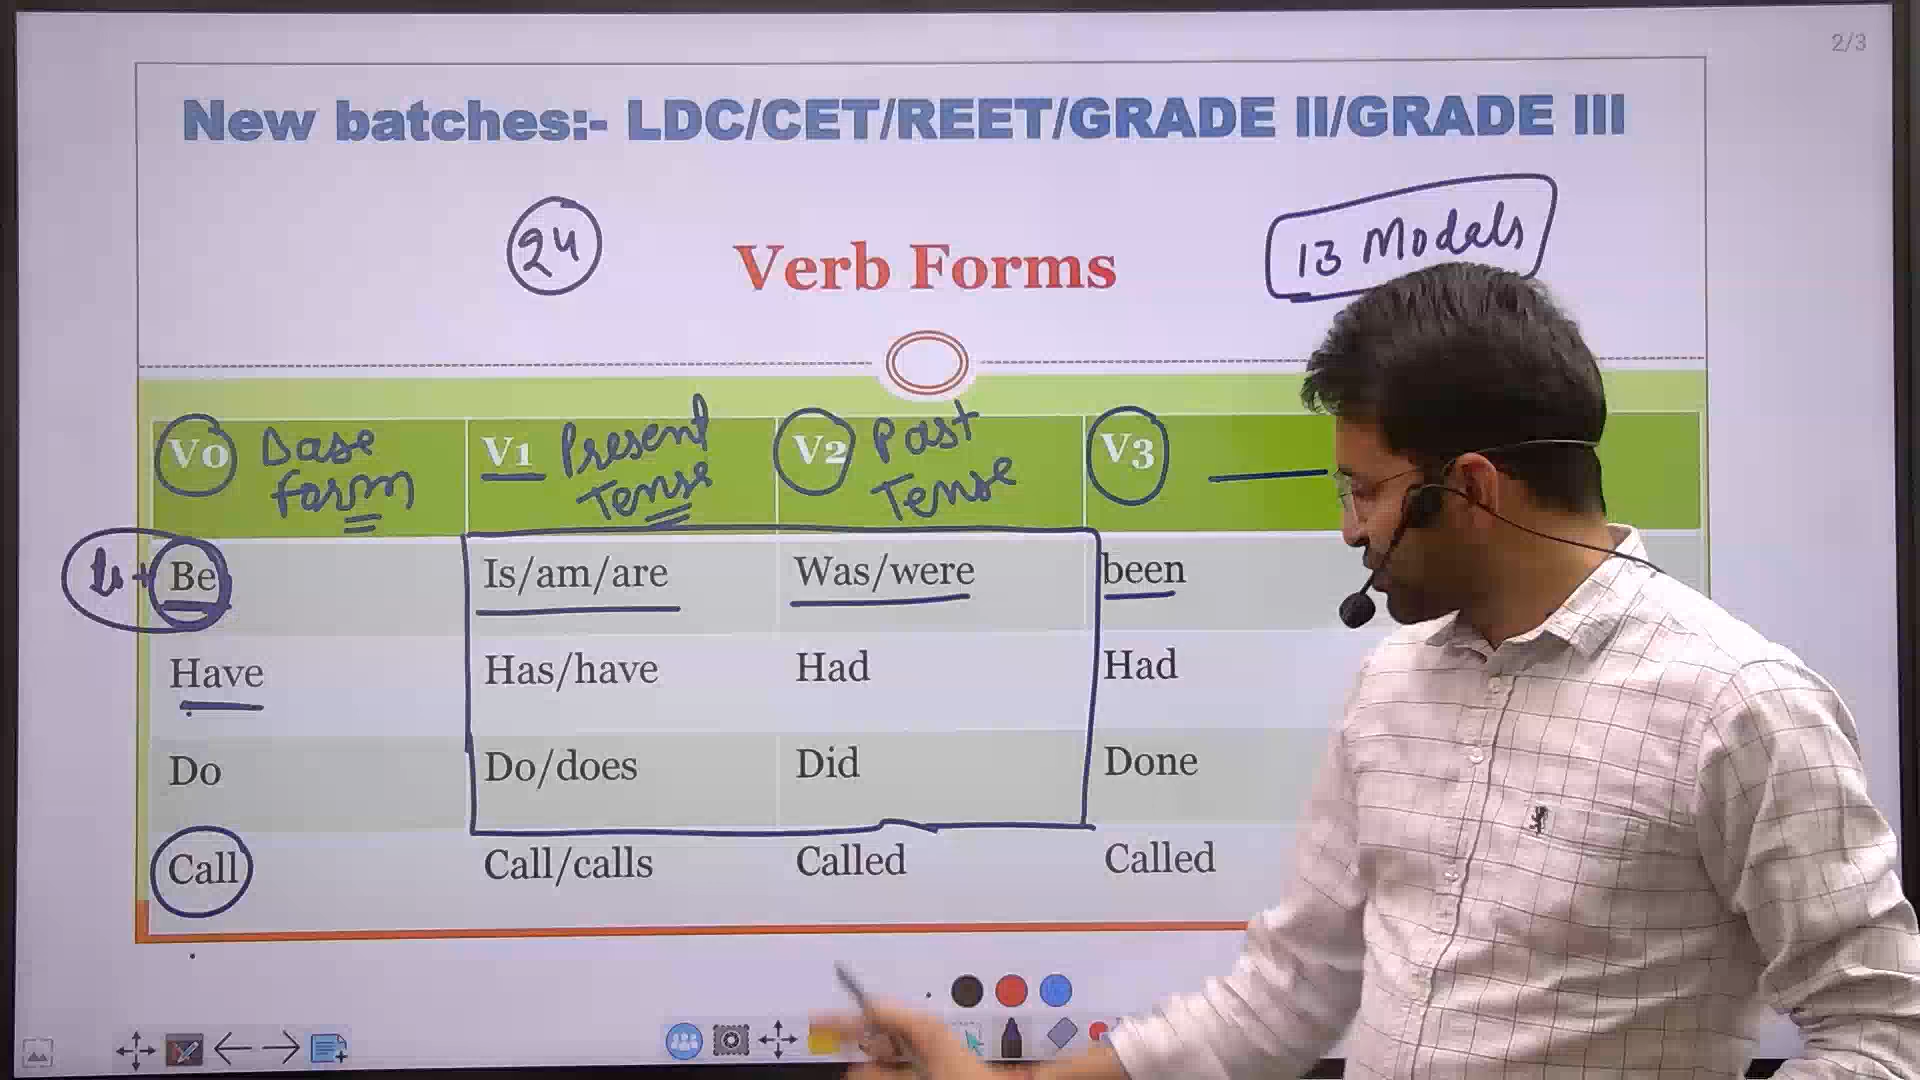 2/3
New batches:- LDC/CET/REET/GRADE II/GRADE III
24
Verb Forms
13 Modals
V0 Base form
V1 Present Tense
V2 Past Tense
V3
Be Is/am/are Was/were been
Have Has/have Had Had
Do Do/does Did Done
Call Call/calls Called Called